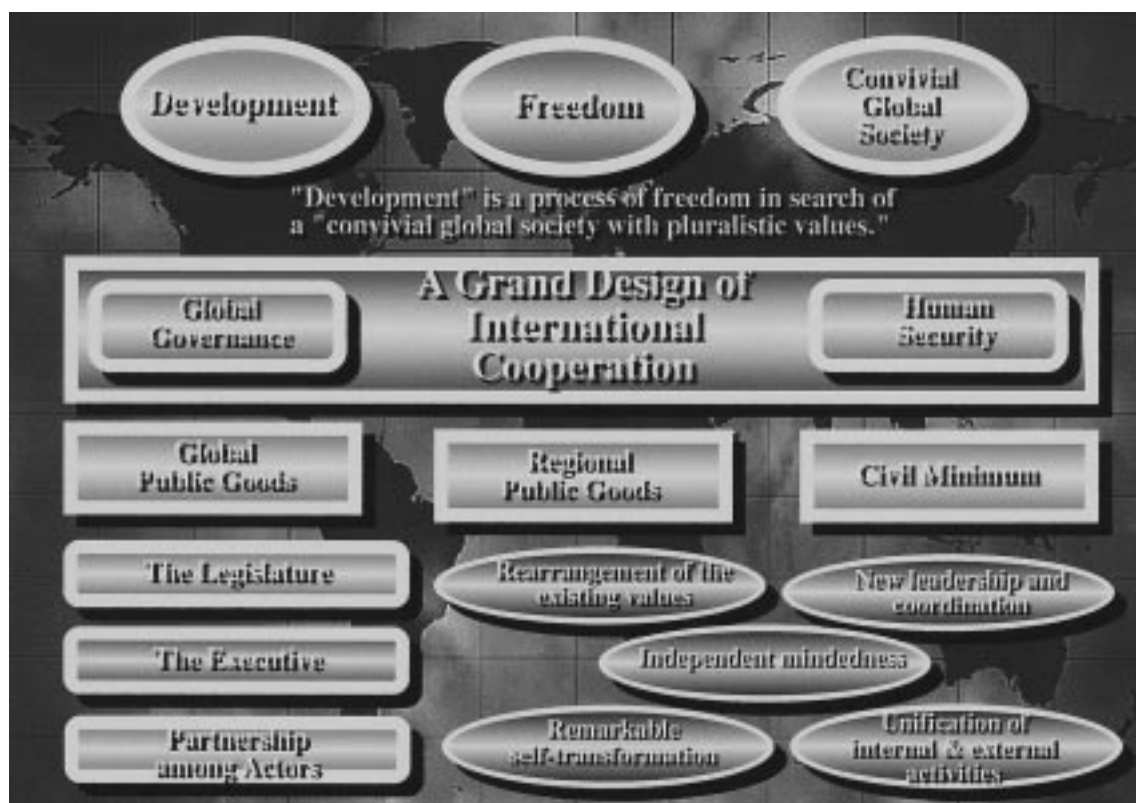 Development
Freedom
Convivial
Global
Society
"Development" is a process of freedom in search of
a "convivial global society with pluralistic values."
A Grand Design of
International
Cooperation
Global
Governance
Human
Security
Global
Public Goods
Regional
Public Goods
Civil Minimum
The Legislature
Rearrangement of the
existing values
New leadership and
coordination
The Executive
Independent mindedness
Partnership
among Actors
Remarkable
self-transformation
Unification of
internal & external
activities